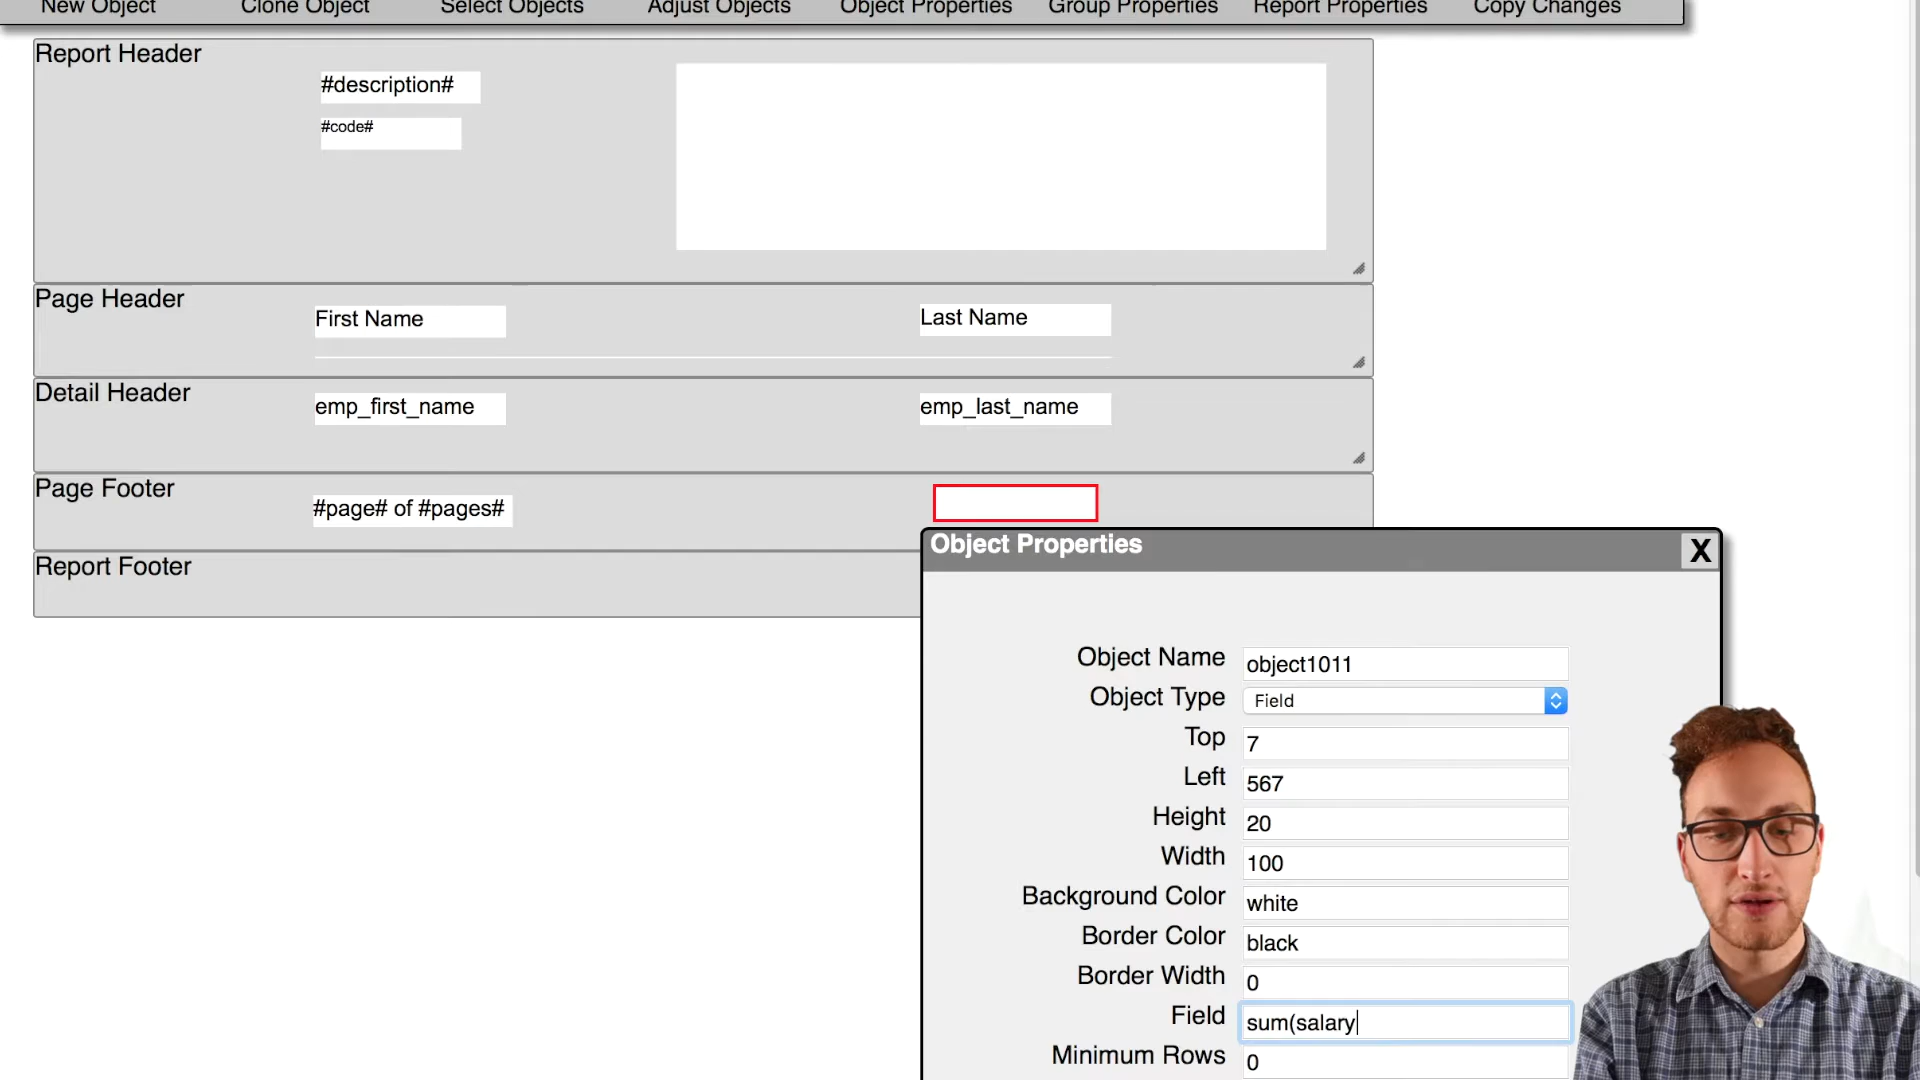 New Object Clone Object Select Objects Adjust Objects Object Properties Group Properties Report Properties Copy Changes
Report Header
#description#
#code#
Page Header
First Name Last Name
Detail Header
emp_first_name emp_last_name
Page Footer
#page# of #pages#
Report Footer
Object Properties X
Object Name object1011
Object Type Field
Top 7
Left 567
Height 20
Width 100
Background Color white
Border Color black
Border Width 0
Field sum(salary
Minimum Rows 0